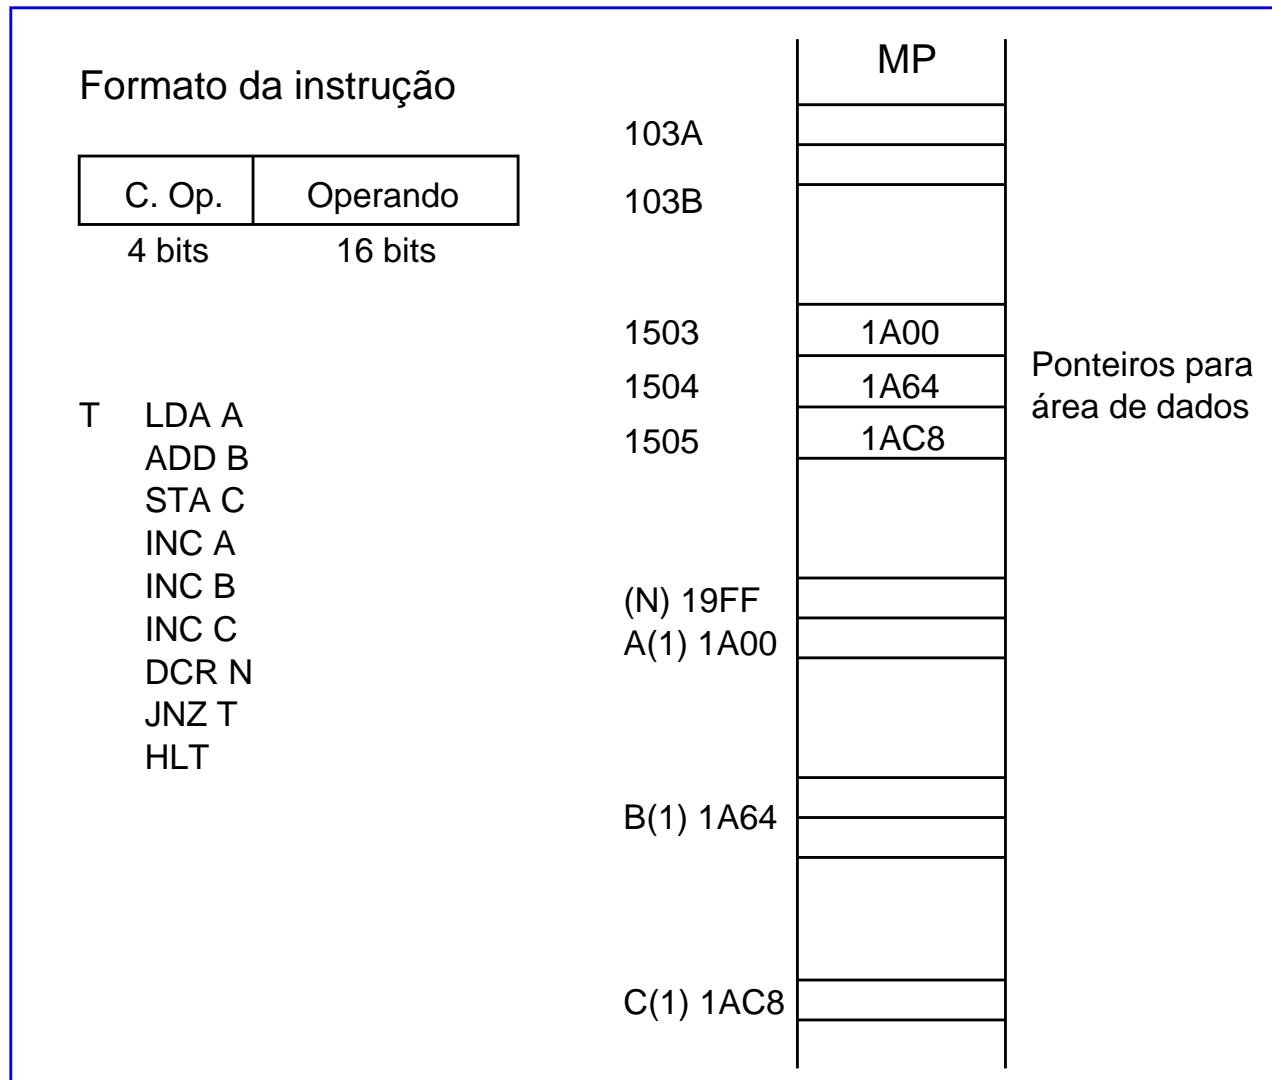 Formato da instrução
C. Op. Operando
4 bits 16 bits
T LDA A
ADD B
STA C
INC A
INC B
INC C
DCR N
JNZ T
HLT
MP
103A
103B
1503 1A00
1504 1A64
1505 1AC8
Ponteiros para
área de dados
(N) 19FF
A(1) 1A00
B(1) 1A64
C(1) 1AC8